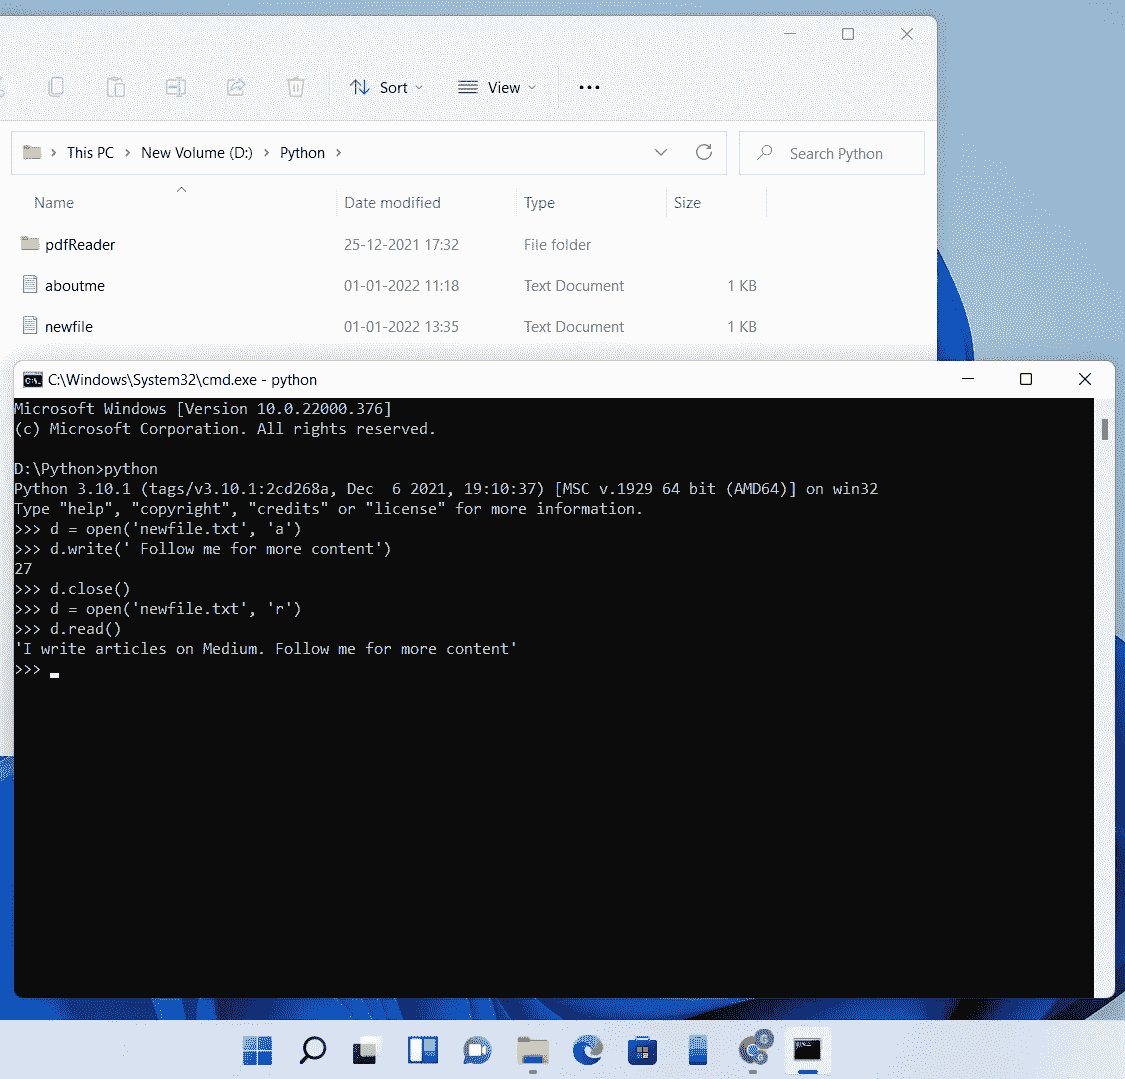 Sort View
This PC New Volume (D:) Python Search Python
Name Date modified Type Size
pdfReader 25-12-2021 17:32 File folder
aboutme 01-01-2022 11:18 Text Document 1 KB
newfile 01-01-2022 13:35 Text Document 1 KB
C:\Windows\System32\cmd.exe - python
Microsoft Windows [Version 10.0.22000.376]
(c) Microsoft Corporation. All rights reserved.
D:\Python>python
Python 3.10.1 (tags/v3.10.1:2cd268a, Dec  6 2021, 19:10:37) [MSC v.1929 64 bit (AMD64)] on win32
Type "help", "copyright", "credits" or "license" for more information.
>>> d = open('newfile.txt', 'a')
>>> d.write(' Follow me for more content')
27
>>> d.close()
>>> d = open('newfile.txt', 'r')
>>> d.read()
'I write articles on Medium. Follow me for more content'
>>>